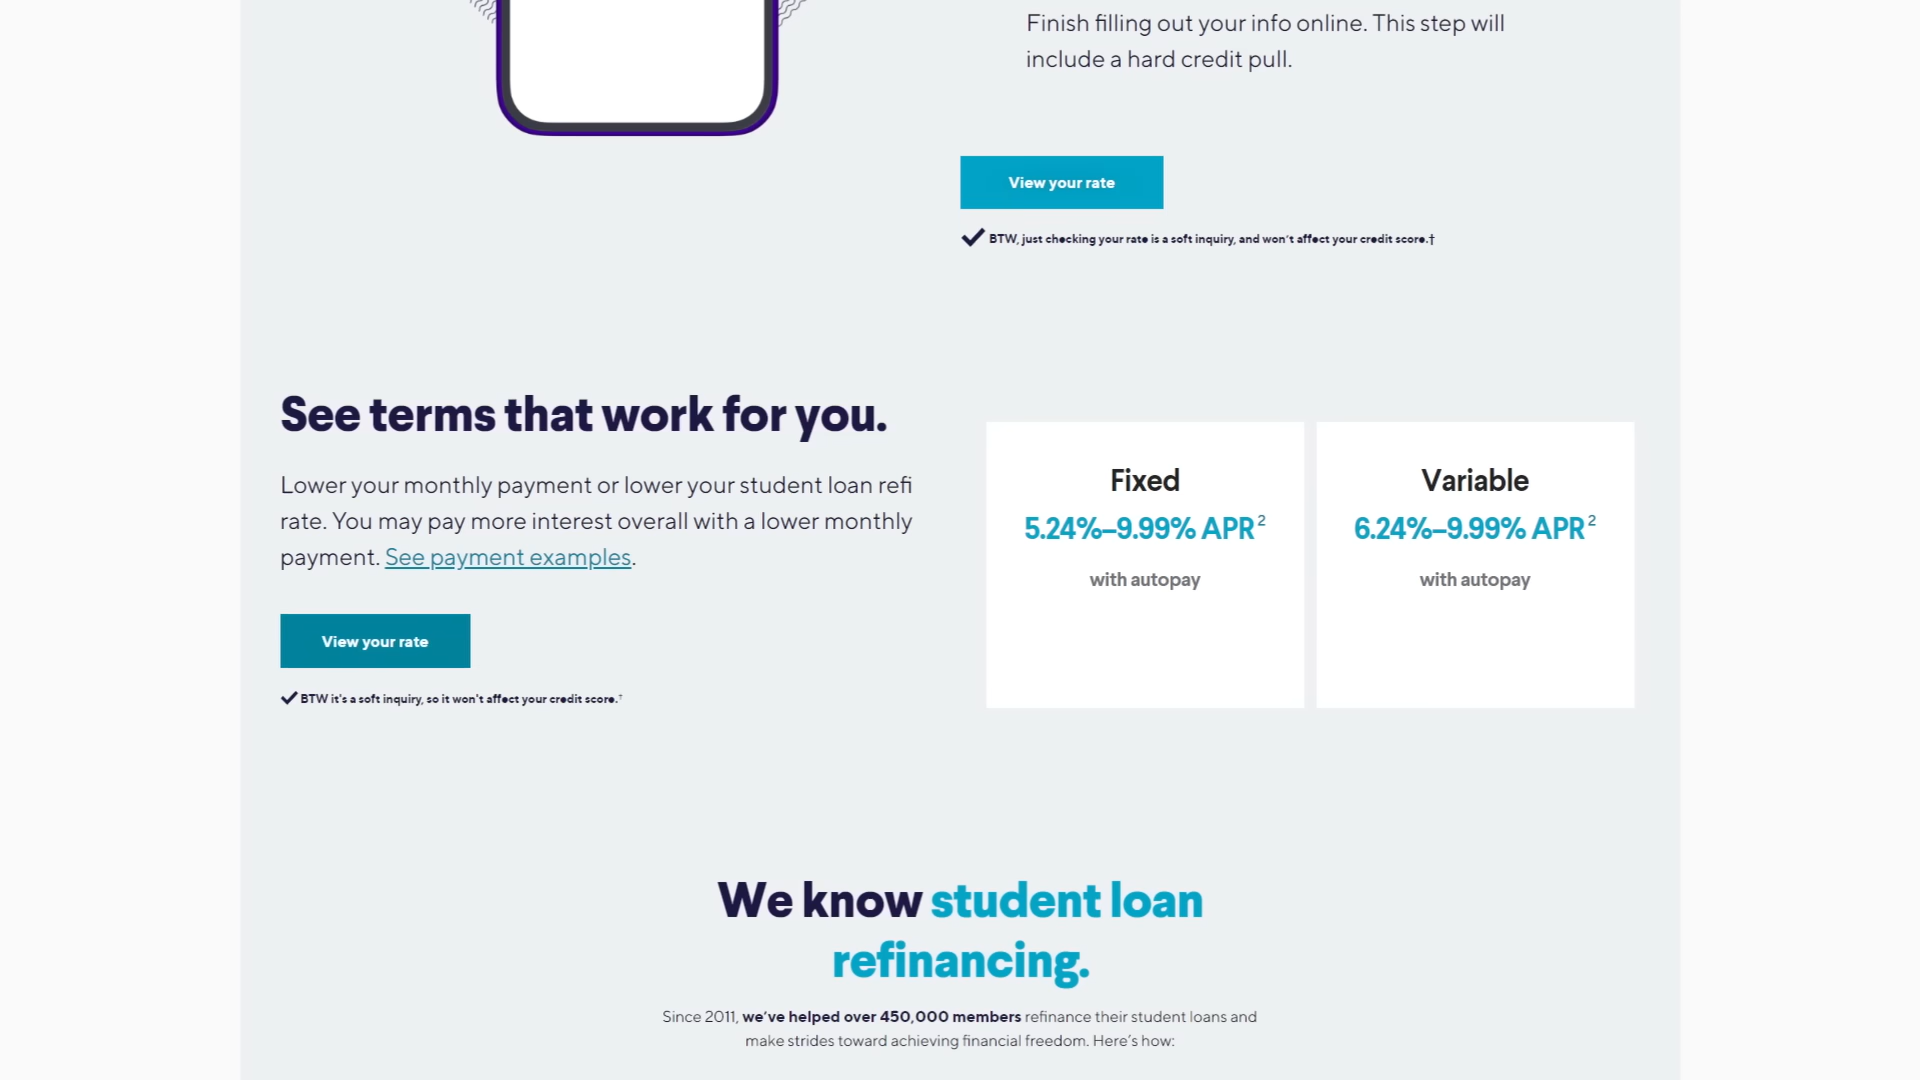 Finish filling out your info online. This step will
include a hard credit pull.
View your rate
BTW, just checking your rate is a soft inquiry, and won't affect your credit score.†
See terms that work for you.
Lower your monthly payment or lower your student loan refi
rate. You may pay more interest overall with a lower monthly
payment. See payment examples.
View your rate
BTW it's a soft inquiry, so it won't affect your credit score.†
Fixed
5.24%–9.99% APR²
with autopay
Variable
6.24%–9.99% APR²
with autopay
We know student loan
refinancing.
Since 2011, we've helped over 450,000 members refinance their student loans and
make strides toward achieving financial freedom. Here's how: